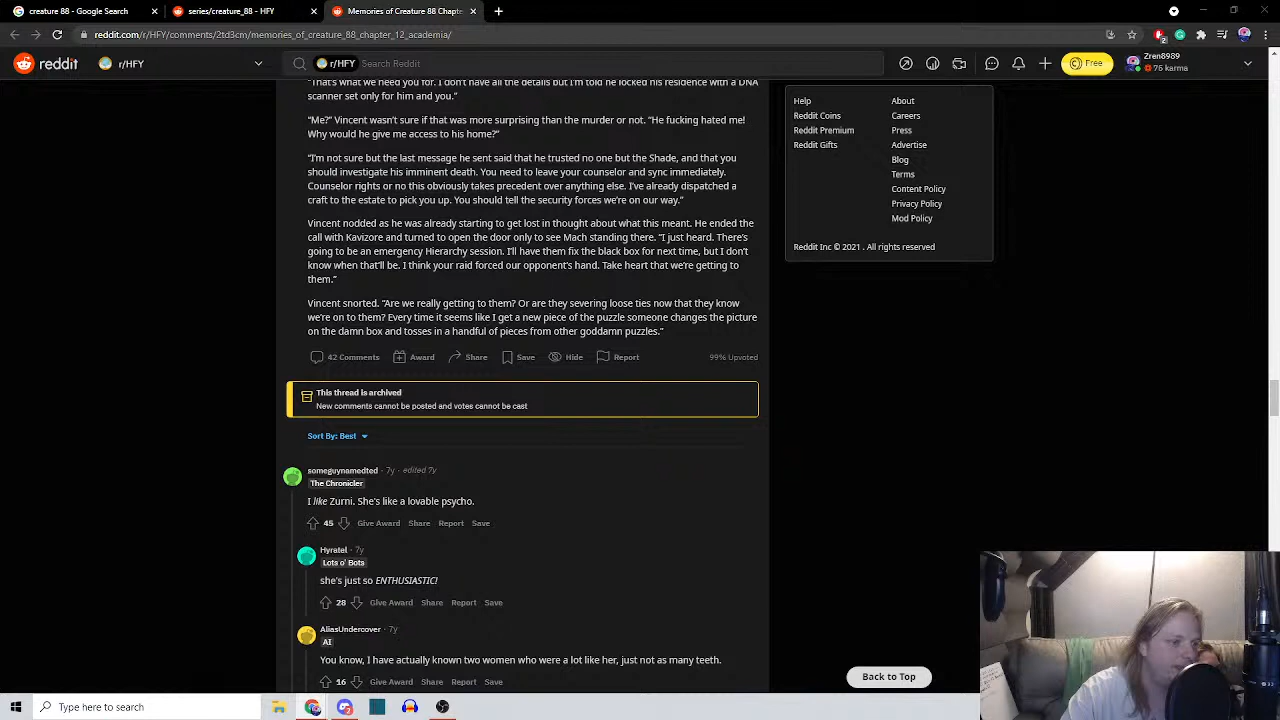 creature 88 - Google Search
series/creature_88 - HFY
Memories of Creature 88 Chapte
reddit.com/r/HFY/comments/2td3cm/memories_of_creature_88_chapter_12_academia/
reddit
r/HFY
r/HFY Search Reddit
Free
Zren8989
76 karma
"That's what we need you for. I don't have all the details but I'm told he locked his residence with a DNA
scanner set only for him and you."
"Me?" Vincent wasn't sure if that was more surprising than the murder or not. "He fucking hated me!
Why would he give me access to his home?"
"I'm not sure but the last message he sent said that he trusted no one but the Shade, and that you
should investigate his imminent death. You need to leave your counselor and sync immediately.
Counselor rights or no this obviously takes precedent over anything else. I've already dispatched a
craft to the estate to pick you up. You should tell the security forces we're on our way."
Vincent nodded as he was already starting to get lost in thought about what this meant. He ended the
call with Kavizore and turned to open the door only to see Mach standing there. "I just heard. There's
going to be an emergency Hierarchy session. I'll have them fix the black box for next time, but I don't
know when that'll be. I think your raid forced our opponent's hand. Take heart that we're getting to
them."
Vincent snorted. "Are we really getting to them? Or are they severing loose ties now that they know
we're on to them? Every time it seems like I get a new piece of the puzzle someone changes the picture
on the damn box and tosses in a handful of pieces from other goddamn puzzles."
42 Comments Award Share Save Hide Report 99% Upvoted
This thread is archived
New comments cannot be posted and votes cannot be cast
Sort By: Best
someguynamedted · 7y · edited 7y
The Chronicler
I like Zurni. She's like a lovable psycho.
45 Give Award Share Report Save
Hyratel · 7y
Lots o' Bots
she's just so ENTHUSIASTIC!
28 Give Award Share Report Save
AliasUndercover · 7y
AI
You know, I have actually known two women who were a lot like her, just not as many teeth.
16 Give Award Share Report Save
Help About
Reddit Coins Careers
Reddit Premium Press
Reddit Gifts Advertise
Blog
Terms
Content Policy
Privacy Policy
Mod Policy
Reddit Inc © 2021 . All rights reserved
Back to Top
Type here to search